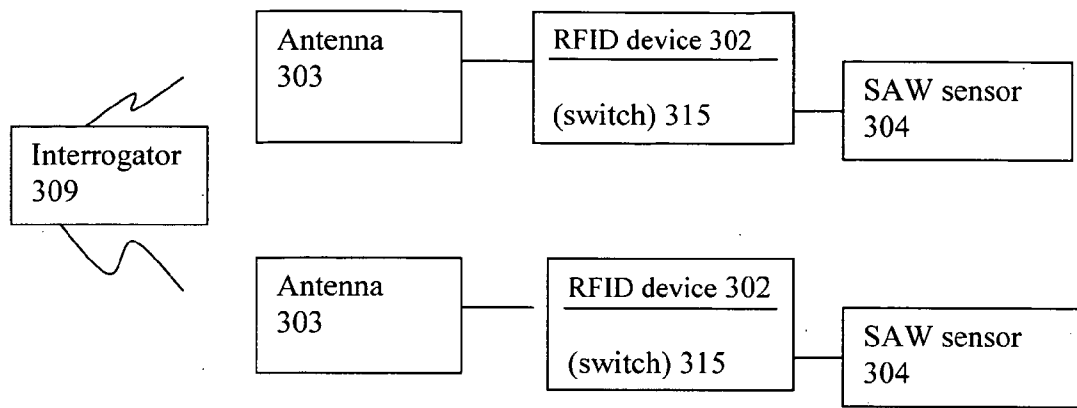 Antenna
303
RFID device 302
(switch) 315
SAW sensor
304
Interrogator
309
Antenna
303
RFID device 302
(switch) 315
SAW sensor
304